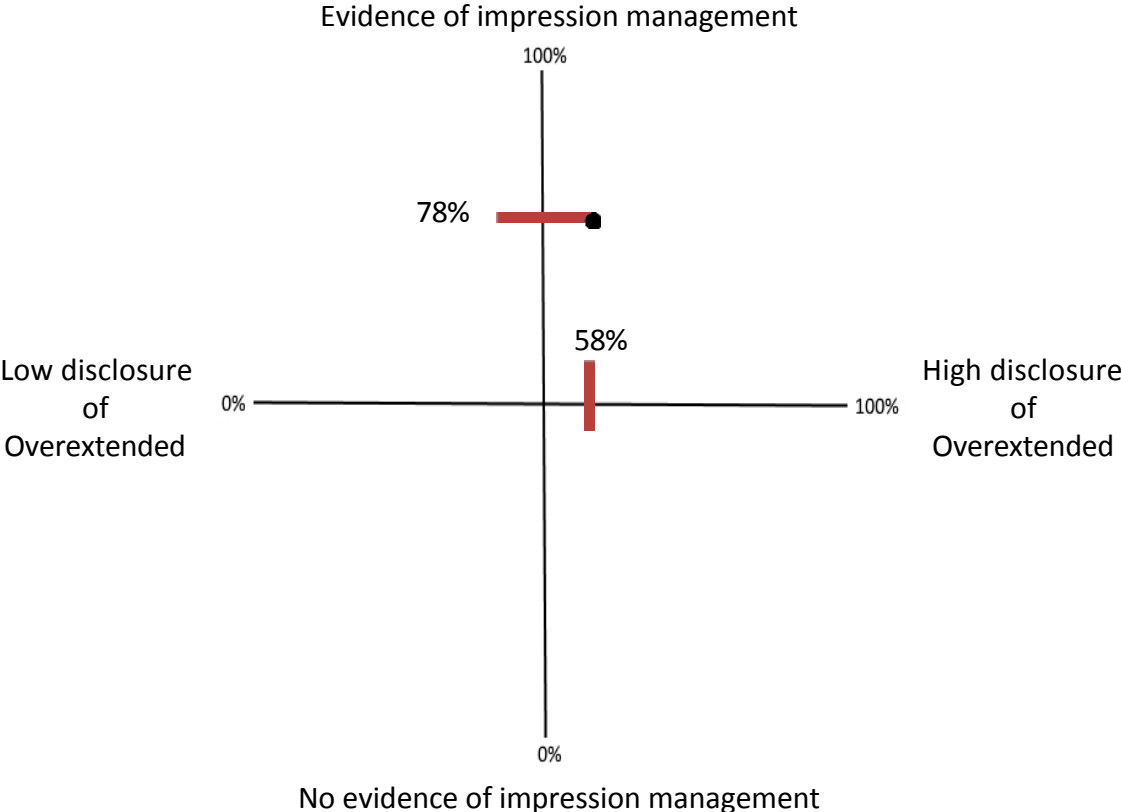 Evidence of impression management
100%
78%
58%
Low disclosure
of
Overextended
0%
100%
High disclosure
of
Overextended
0%
No evidence of impression management